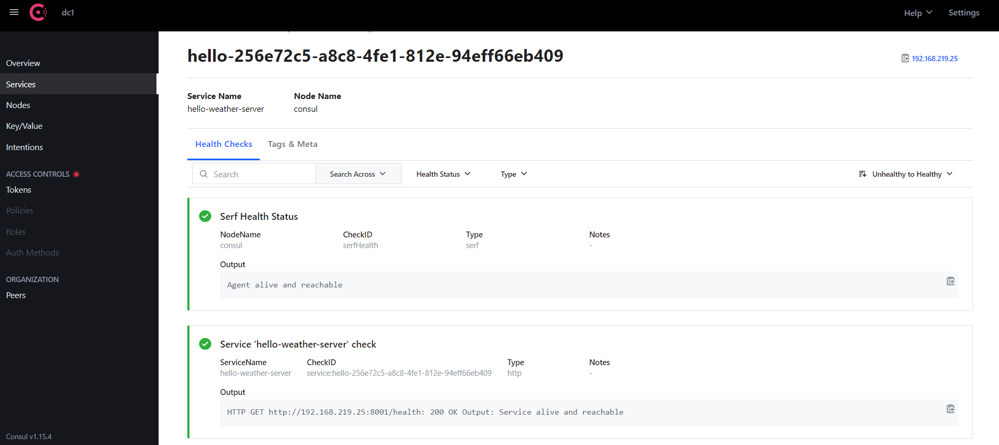 dc1
Help
Settings
Overview
Services
Nodes
Key/Value
Intentions
ACCESS CONTROLS
Tokens
Policies
Roles
Auth Methods
ORGANIZATION
Peers
Consul v1.15.4
hello-256e72c5-a8c8-4fe1-812e-94eff66eb409
192.168.219.25
Service Name Node Name
hello-weather-server consul
Health Checks Tags & Meta
Search Search Across Health Status Type Unhealthy to Healthy
Serf Health Status
NodeName CheckID Type Notes
consul serfHealth serf -
Output
Agent alive and reachable
Service 'hello-weather-server' check
ServiceName CheckID Type Notes
hello-weather-server service:hello-256e72c5-a8c8-4fe1-812e-94eff66eb409 http -
Output
HTTP GET http://192.168.219.25:8001/health: 200 OK Output: Service alive and reachable